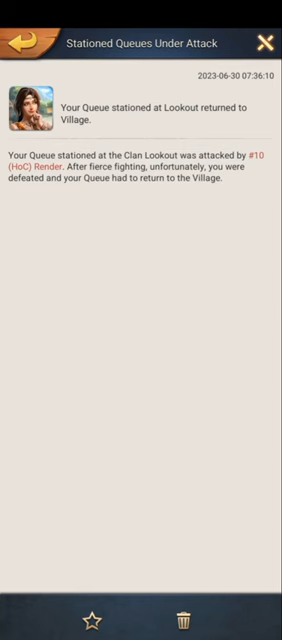 Stationed Queues Under Attack
2023-06-30 07:36:10
Your Queue stationed at Lookout returned to
Village.
Your Queue stationed at the Clan Lookout was attacked by #10
(HoC) Render. After fierce fighting, unfortunately, you were
defeated and your Queue had to return to the Village.